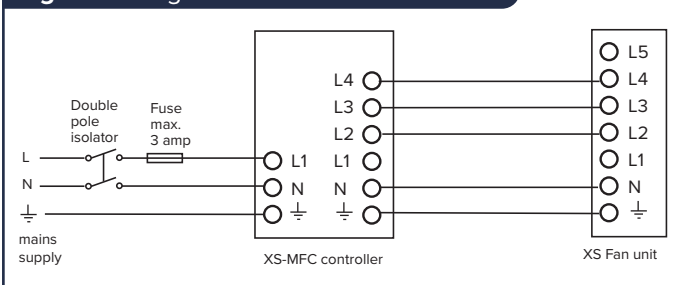 Double
pole
isolator
Fuse
max.
3 amp
L
N
mains
supply
L1
N
L4
L3
L2
L1
N
XS-MFC controller
L5
L4
L3
L2
L1
N
XS Fan unit